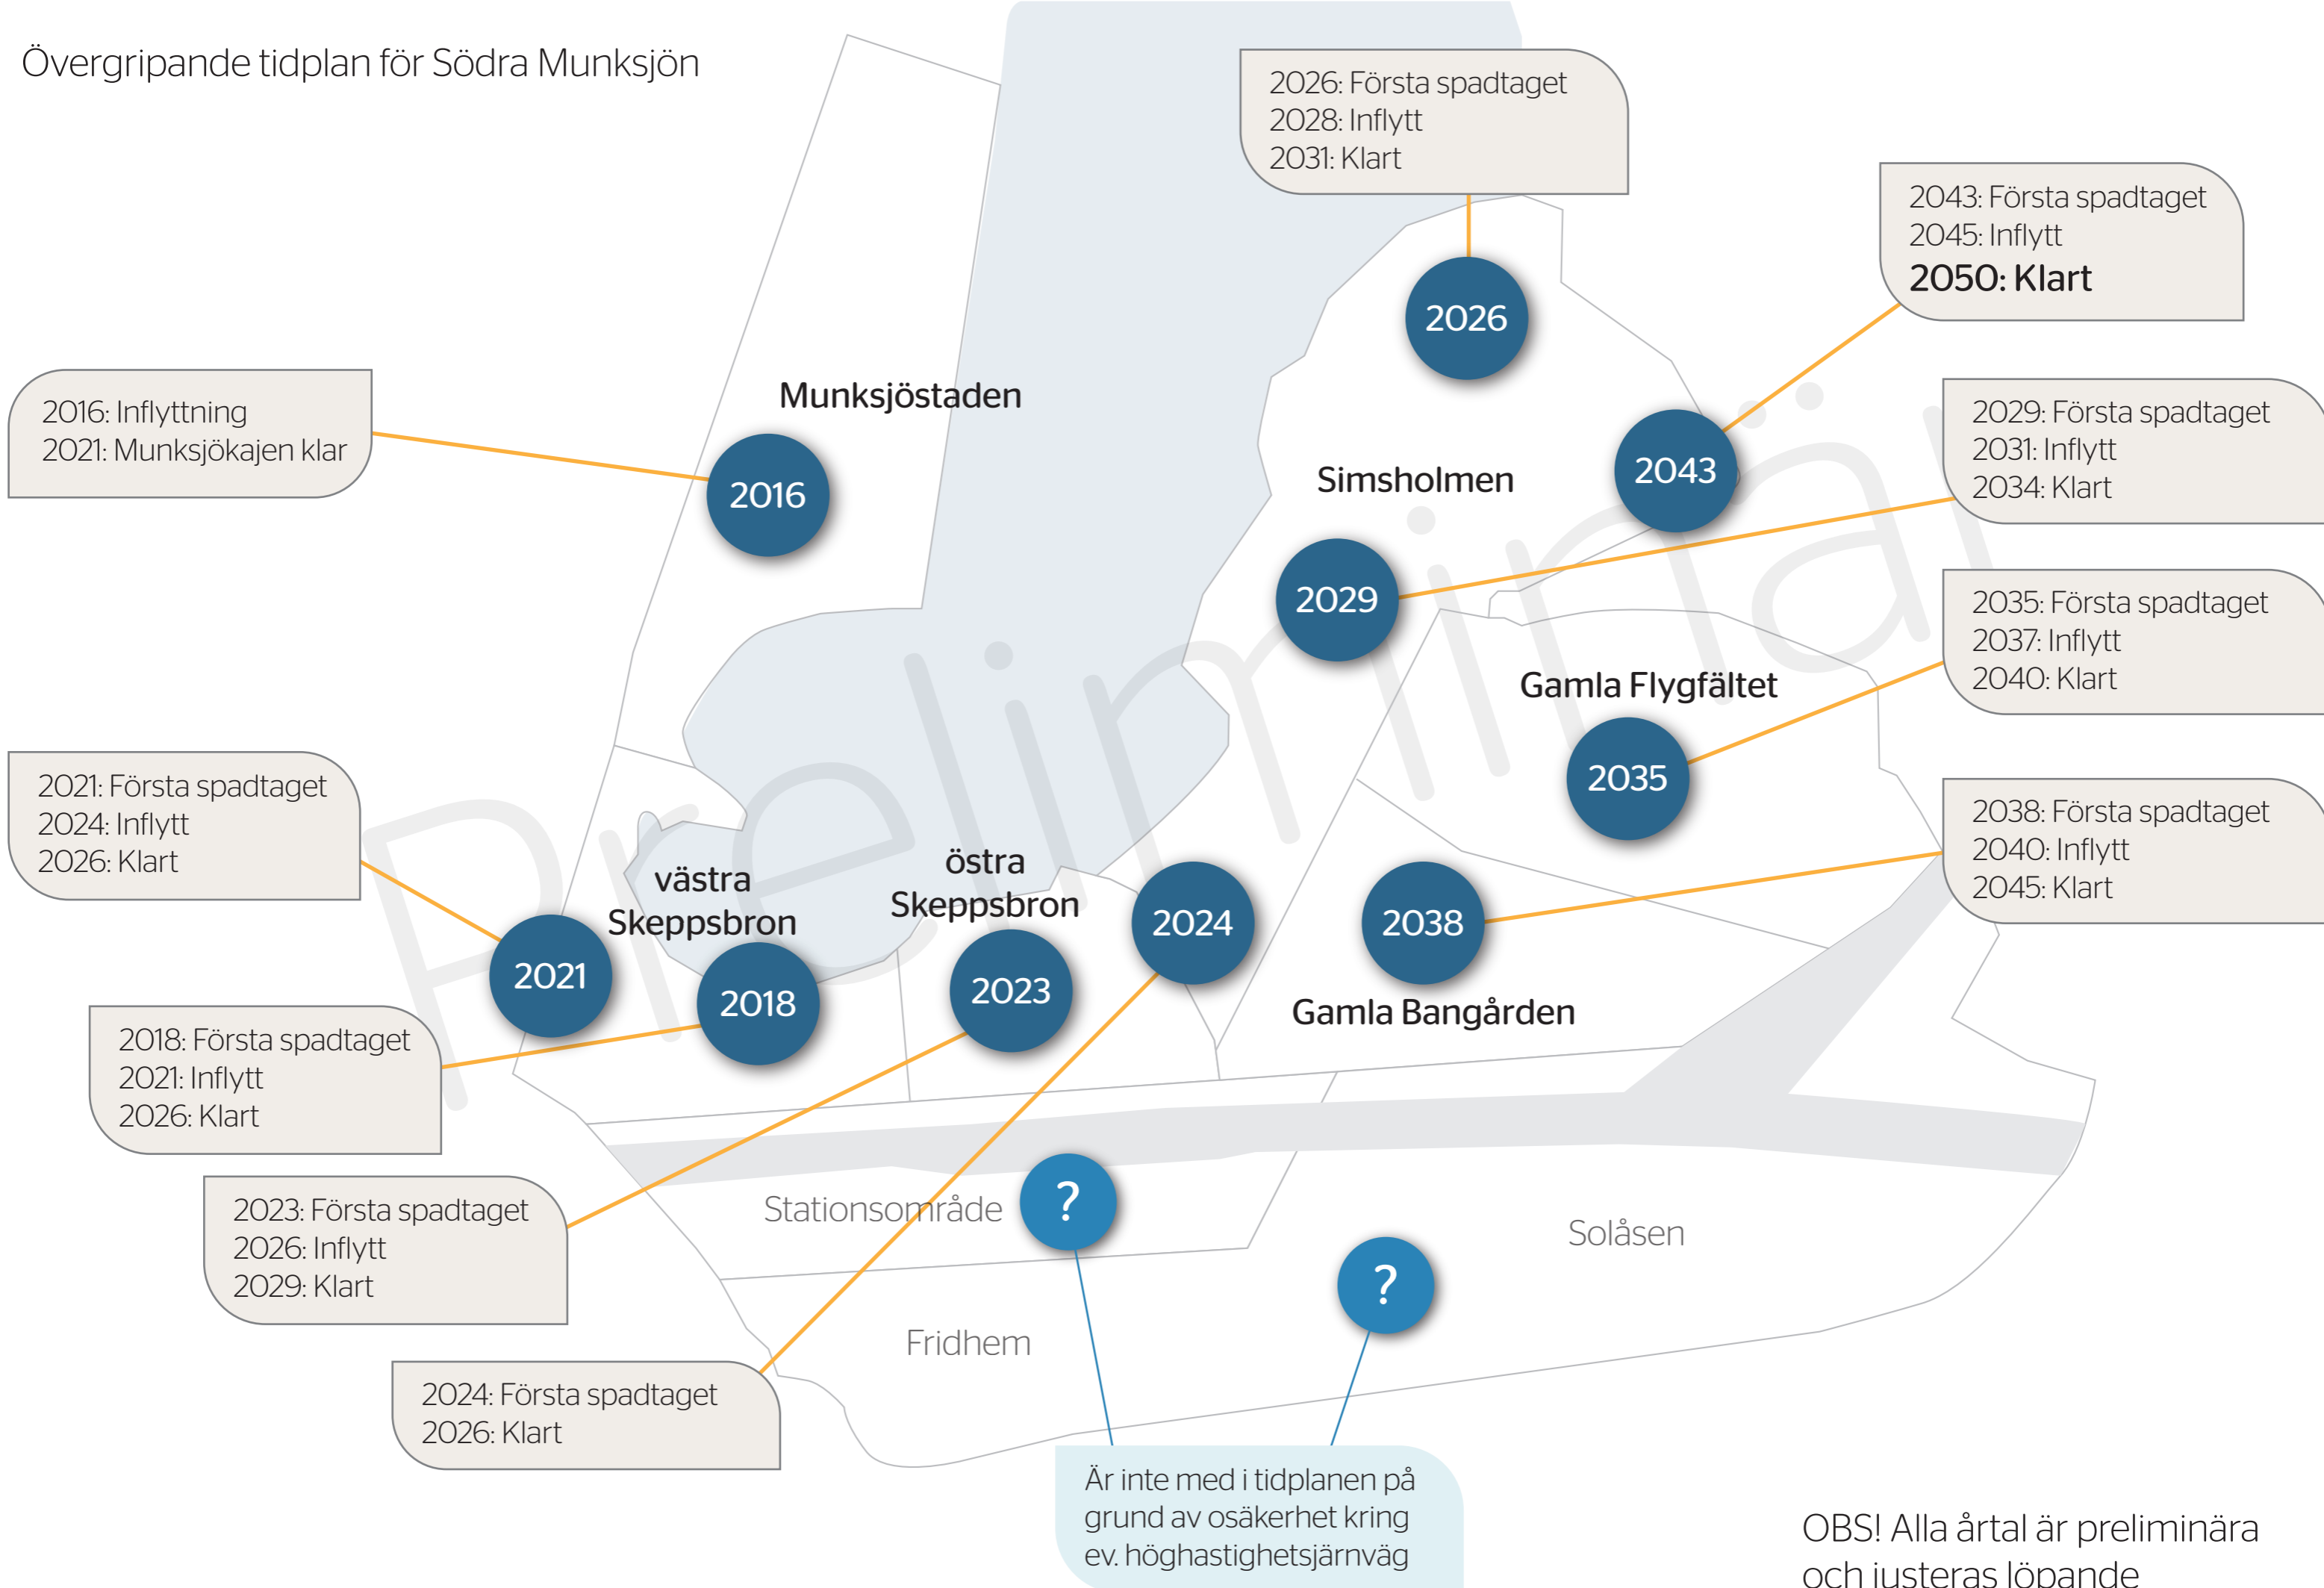 Övergripande tidplan för Södra Munksjön
2026: Första spadtaget
2028: Inflytt
2031: Klart
2043: Första spadtaget
2045: Inflytt
2050: Klart
2026
Munksjöstaden
2016: Inflyttning
2021: Munksjökajen klar
2016
Simsholmen
2043
2029: Första spadtaget
2031: Inflytt
2034: Klart
2029
2035: Första spadtaget
2037: Inflytt
2040: Klart
Gamla Flygfältet
2035
Preliminär
2021: Första spadtaget
2024: Inflytt
2026: Klart
2038: Första spadtaget
2040: Inflytt
2045: Klart
västra
Skeppsbron
östra
Skeppsbron
2024
2038
2021
2018
2023
Gamla Bangården
2018: Första spadtaget
2021: Inflytt
2026: Klart
2023: Första spadtaget
2026: Inflytt
2029: Klart
Stationsområde
?
Solåsen
?
Fridhem
2024: Första spadtaget
2026: Klart
Är inte med i tidplanen på
grund av osäkerhet kring
ev. höghastighetsjärnväg
OBS! Alla årtal är preliminära
och justeras löpande